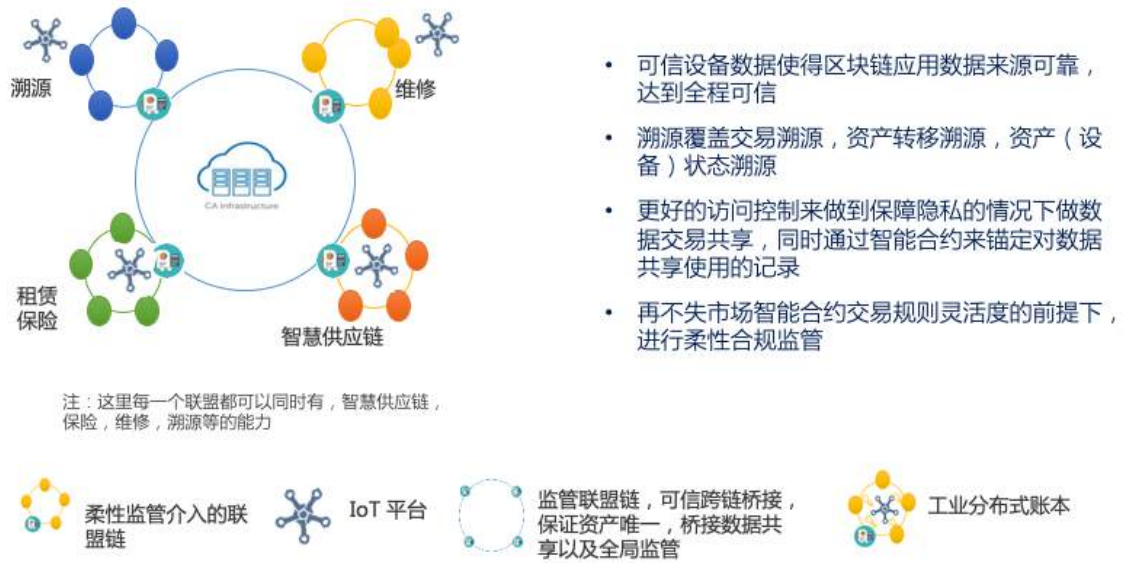 溯源
维修
CA Infrastructure
租赁
保险
智慧供应链
注：这里每一个联盟都可以同时有，智慧供应链，
保险，维修，溯源等的能力
• 可信设备数据使得区块链应用数据来源可靠，
达到全程可信
• 溯源覆盖交易溯源，资产转移溯源，资产（设
备）状态溯源
• 更好的访问控制来做到保障隐私的情况下做数
据交易共享，同时通过智能合约来锚定对数据
共享使用的记录
• 再不失市场智能合约交易规则灵活度的前提下，
进行柔性合规监管
柔性监管介入的联
盟链
IoT 平台
监管联盟链，可信跨链桥接，
保证资产唯一，桥接数据共
享以及全局监管
工业分布式账本